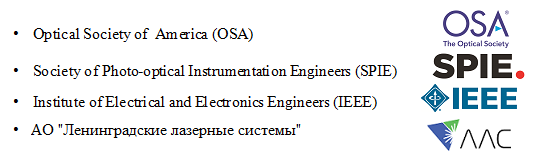 OSA®
The Optical Society
• Optical Society of America (OSA)
• Society of Photo-optical Instrumentation Engineers (SPIE)
SPIE.
• Institute of Electrical and Electronics Engineers (IEEE)
IEEE
• АО "Ленинградские лазерные системы"
ЛЛС